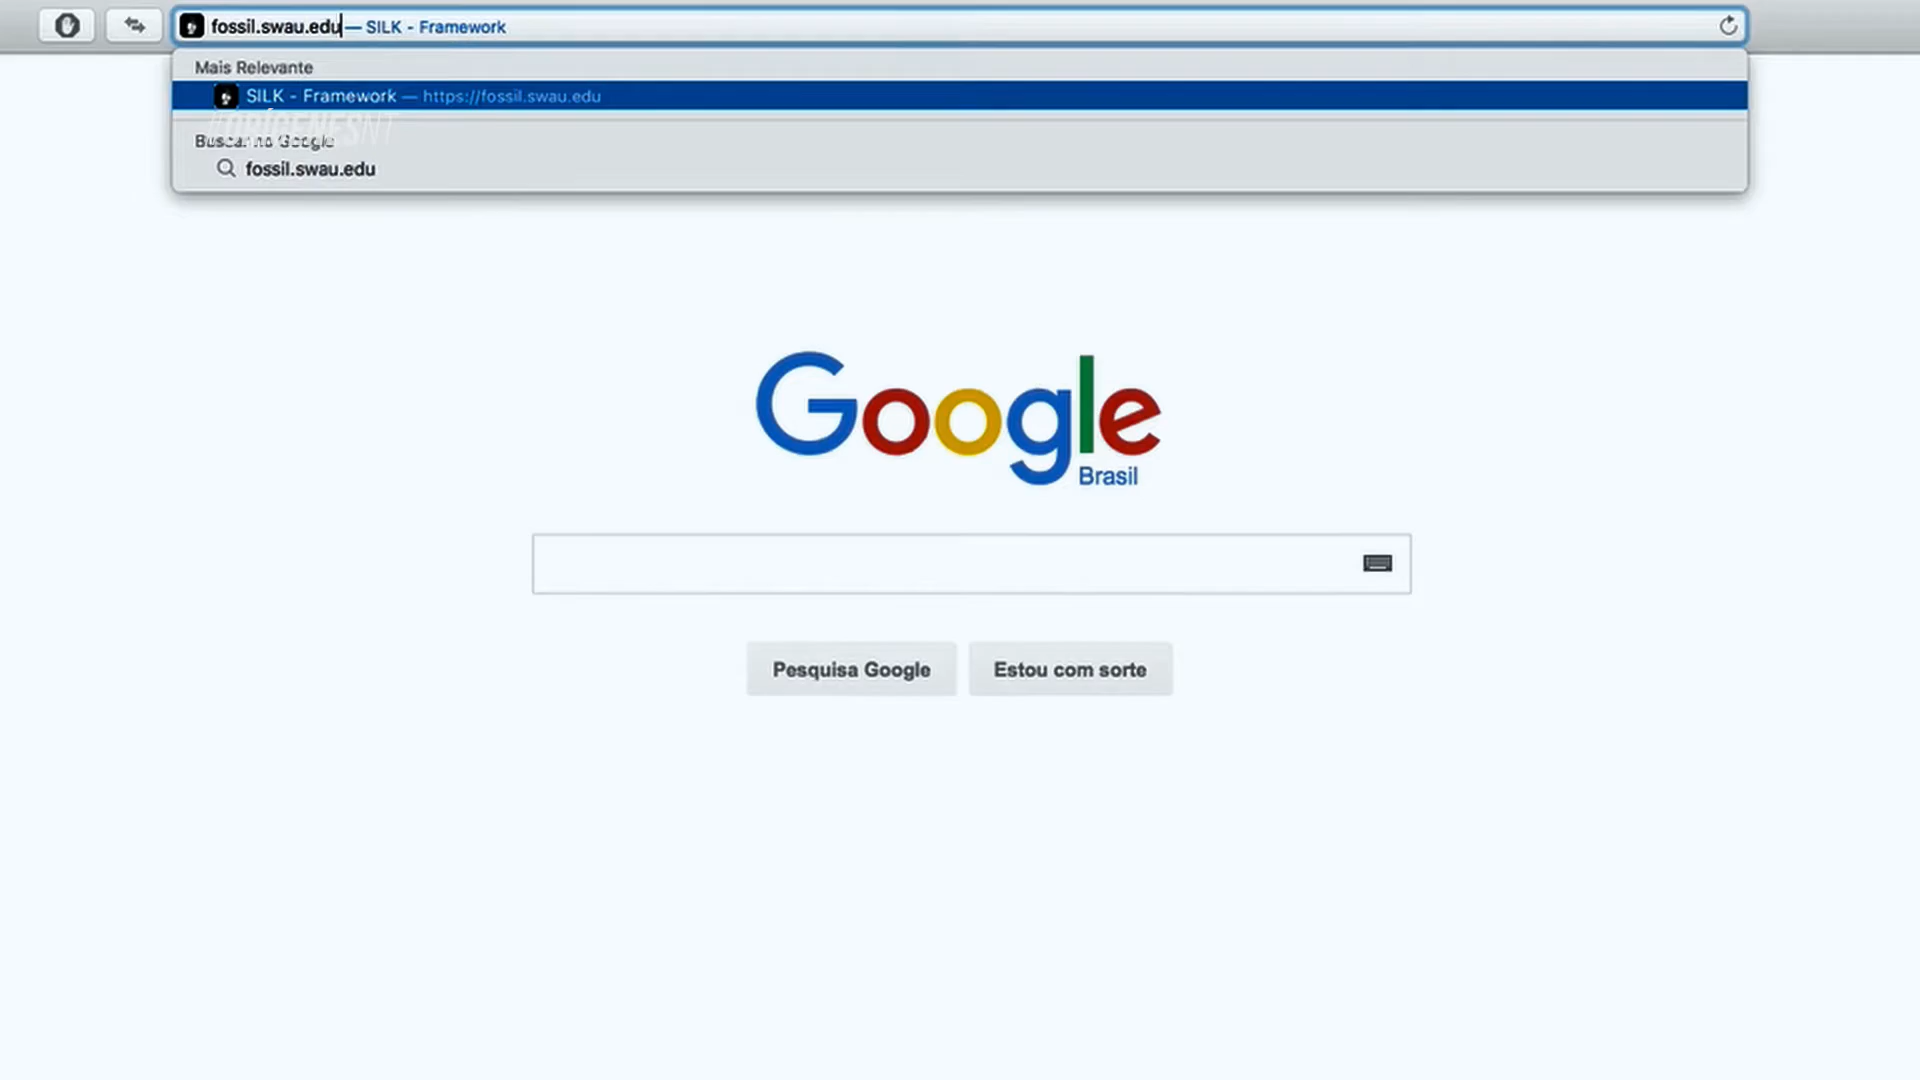 fossil.swau.edu — SILK - Framework
Mais Relevante
SILK - Framework — https://fossil.swau.edu
#ORÍGENESNT
Buscar no Google
fossil.swau.edu
Google
Brasil
Pesquisa Google
Estou com sorte